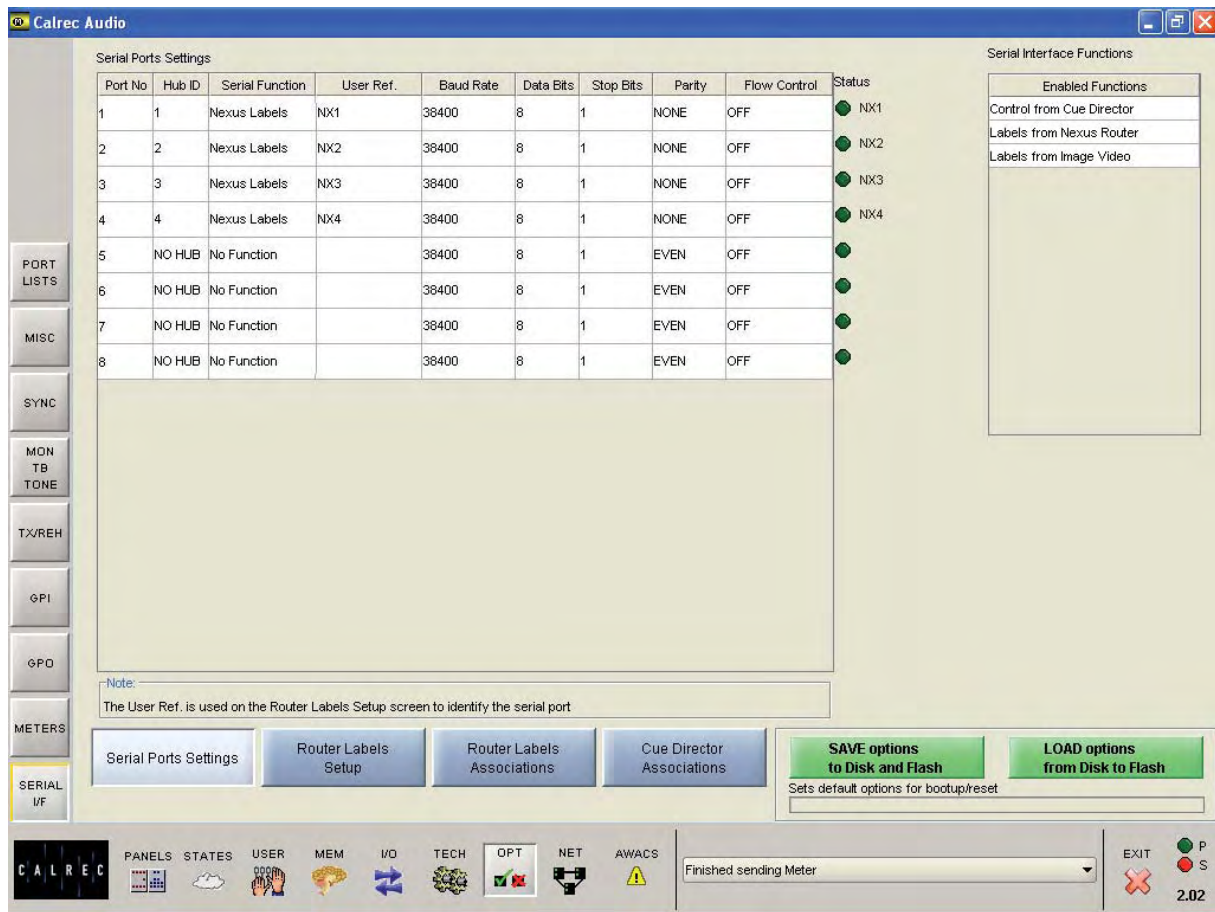 Calrec Audio
Serial Ports Settings
Port No Hub ID Serial Function User Ref. Baud Rate Data Bits Stop Bits Parity Flow Control Status
1 1 Nexus Labels NX1 38400 8 1 NONE OFF NX1
2 2 Nexus Labels NX2 38400 8 1 NONE OFF NX2
3 3 Nexus Labels NX3 38400 8 1 NONE OFF NX3
4 4 Nexus Labels NX4 38400 8 1 NONE OFF NX4
5 NO HUB No Function 38400 8 1 EVEN OFF
6 NO HUB No Function 38400 8 1 EVEN OFF
7 NO HUB No Function 38400 8 1 EVEN OFF
8 NO HUB No Function 38400 8 1 EVEN OFF
Serial Interface Functions
Enabled Functions
Control from Cue Director
Labels from Nexus Router
Labels from Image Video
PORT
LISTS
MISC
SYNC
MON
TB
TONE
TX/REH
GPI
GPO
METERS
SERIAL
I/F
Note:
The User Ref. is used on the Router Labels Setup screen to identify the serial port
Serial Ports Settings
Router Labels
Setup
Router Labels
Associations
Cue Director
Associations
SAVE options
to Disk and Flash
LOAD options
from Disk to Flash
Sets default options for bootup/reset
CALREC
PANELS STATES USER MEM I/O TECH OPT NET AWACS
Finished sending Meter
EXIT
P
S
2.02